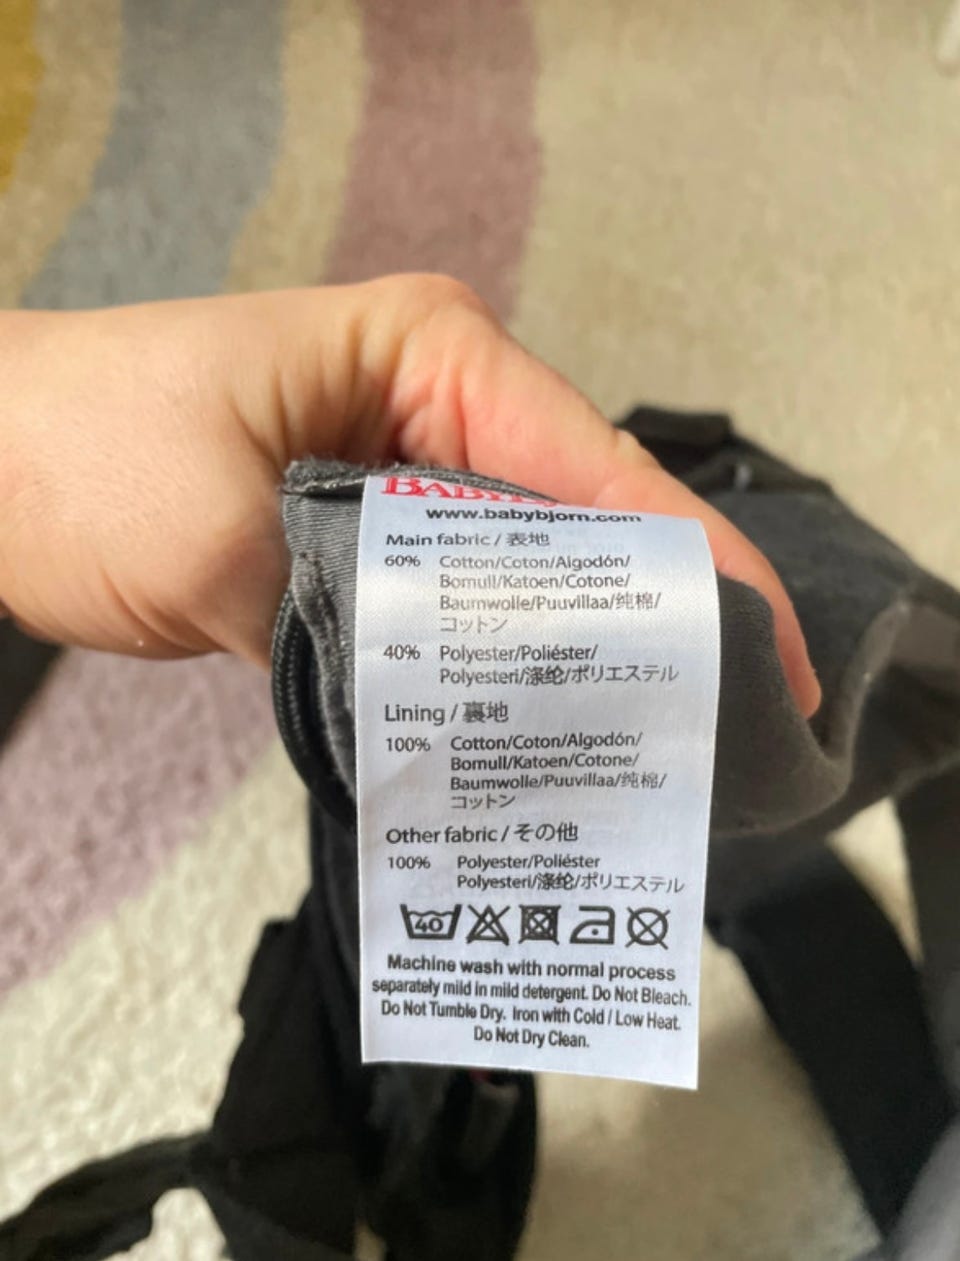 www.babybjorn.com
Main fabric / 表地
60% Cotton/Coton/Algodón/
Bomull/Katoen/Cotone/
Baumwolle/Puuvillaa/纯棉/
コットン
40% Polyester/Poliéster/
Polyesteri/涤纶/ポリエステル
Lining / 裏地
100% Cotton/Coton/Algodón/
Bomull/Katoen/Cotone/
Baumwolle/Puuvillaa/纯棉/
コットン
Other fabric / その他
100% Polyester/Poliéster
Polyesteri/涤纶/ポリエステル
40
Machine wash with normal process
separately mild in mild detergent. Do Not Bleach.
Do Not Tumble Dry. Iron with Cold / Low Heat.
Do Not Dry Clean.